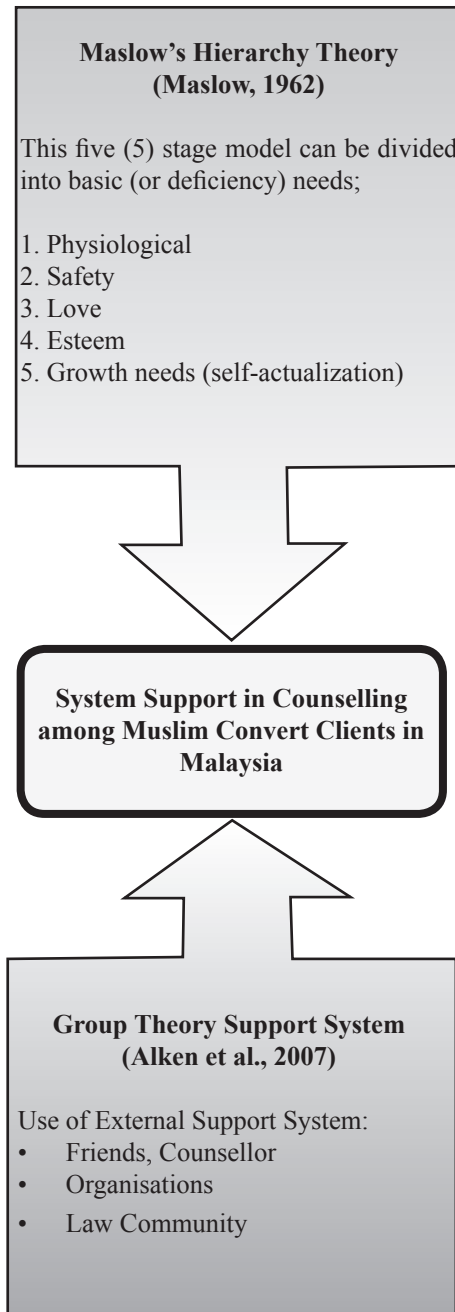 Maslow’s Hierarchy Theory
(Maslow, 1962)
This five (5) stage model can be divided
into basic (or deficiency) needs;
1. Physiological
2. Safety
3. Love
4. Esteem
5. Growth needs (self-actualization)
System Support in Counselling
among Muslim Convert Clients in
Malaysia
Group Theory Support System
(Alken et al., 2007)
Use of External Support System:
• Friends, Counsellor
• Organisations
• Law Community